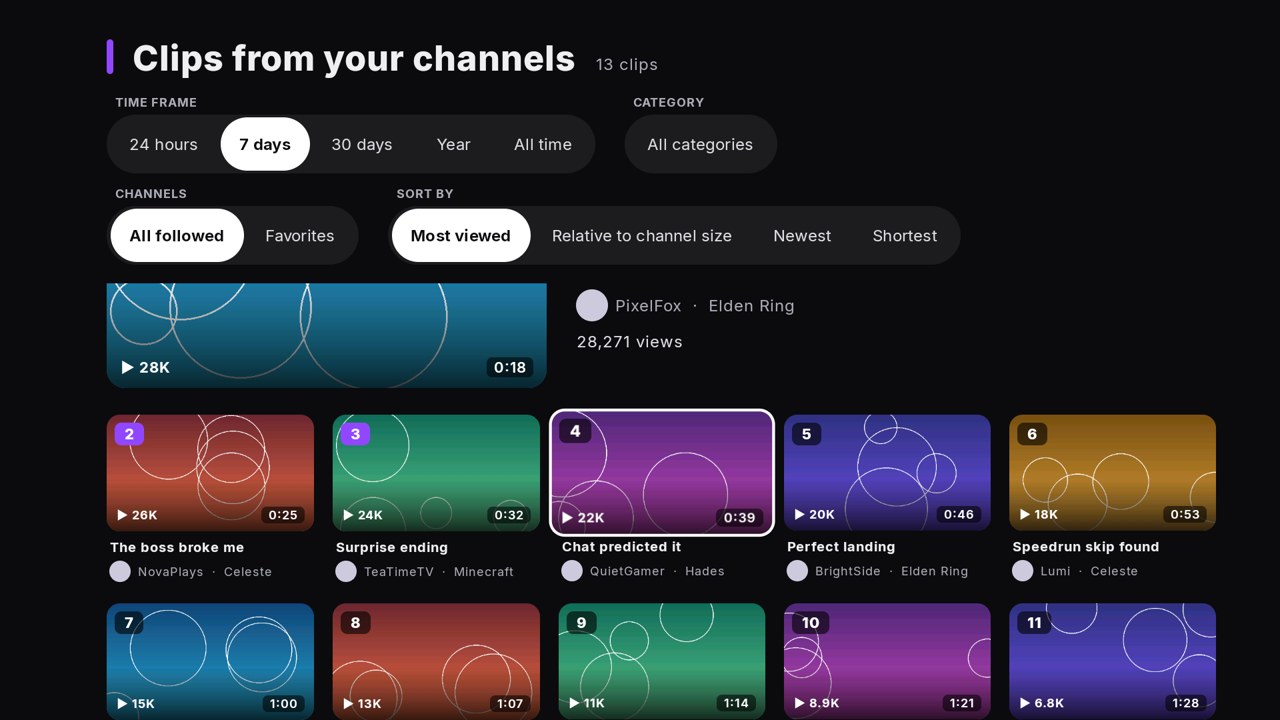 Clips from your channels 13 clips
TIME FRAME CATEGORY
24 hours 7 days 30 days Year All time All categories
CHANNELS SORT BY
All followed Favorites Most viewed Relative to channel size Newest Shortest
PixelFox · Elden Ring
28,271 views
28K 0:18
2 3 4 5 6
26K 0:25 24K 0:32 22K 0:39 20K 0:46 18K 0:53
The boss broke me Surprise ending Chat predicted it Perfect landing Speedrun skip found
NovaPlays · Celeste TeaTimeTV · Minecraft QuietGamer · Hades BrightSide · Elden Ring Lumi · Celeste
7 8 9 10 11
15K 1:00 13K 1:07 11K 1:14 8.9K 1:21 6.8K 1:28